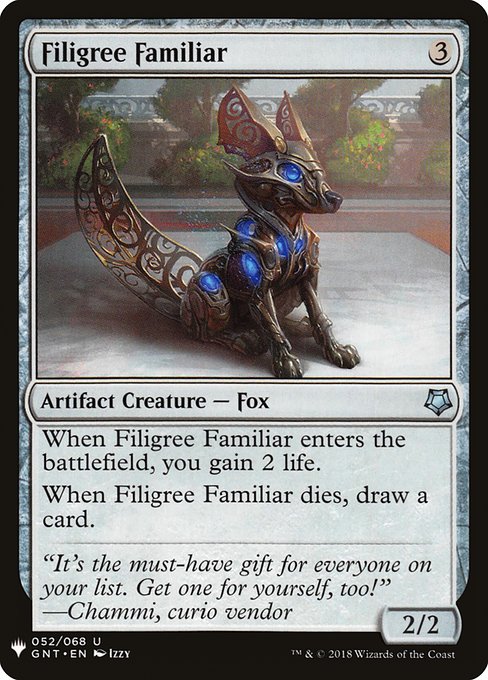 Filigree Familiar 3
Artifact Creature — Fox
When Filigree Familiar enters the
battlefield, you gain 2 life.
When Filigree Familiar dies, draw a
card.
“It’s the must-have gift for everyone on
your list. Get one for yourself, too!”
—Chammi, curio vendor
2/2
052/068 U
GNT • EN Izzy
™ & © 2018 Wizards of the Coast